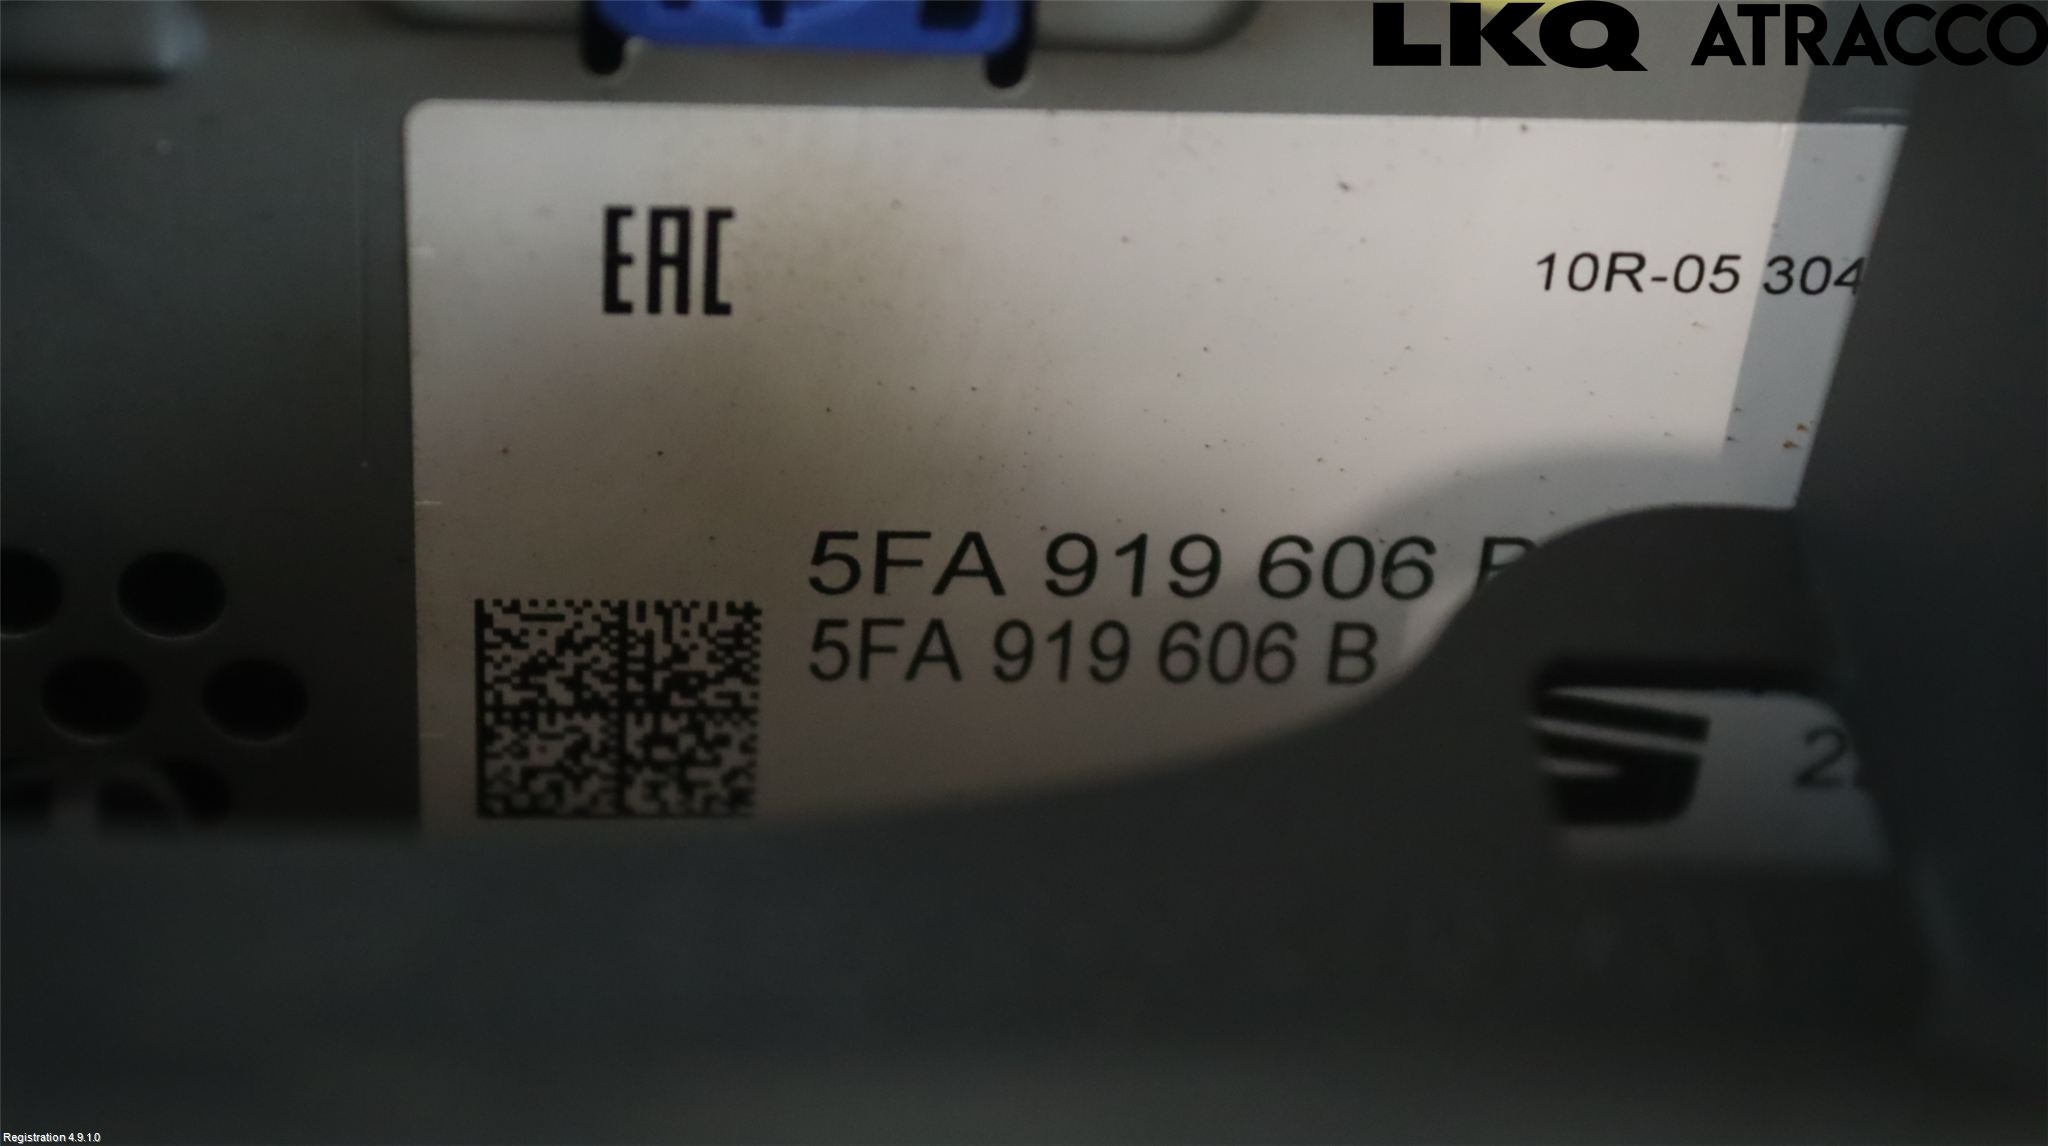 LKQ ATRACCO
EAC
10R-05 304
5FA 919 606
5FA 919 606 B
Registration 4.9.1.0